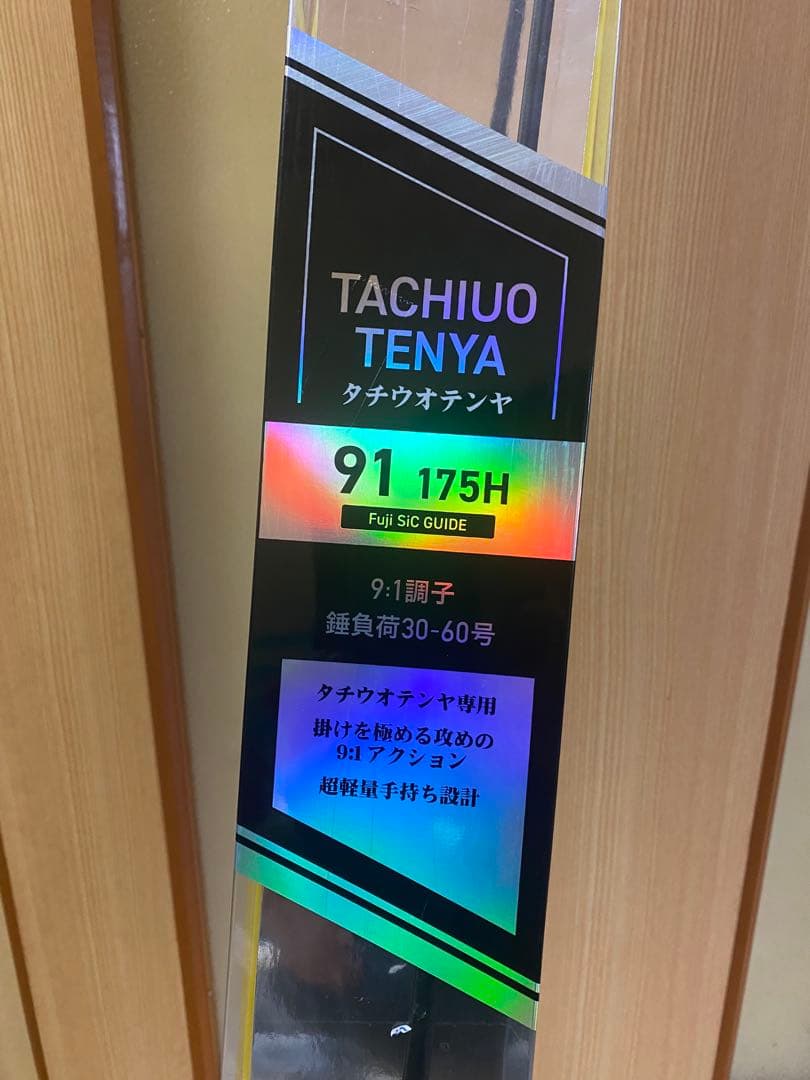 TACHIUO
TENYA
タチウオテンヤ
91 175H
Fuji SiC GUIDE
9:1調子
錘負荷30-60号
タチウオテンヤ専用
掛けを極める攻めの
9:1アクション
超軽量手持ち設計